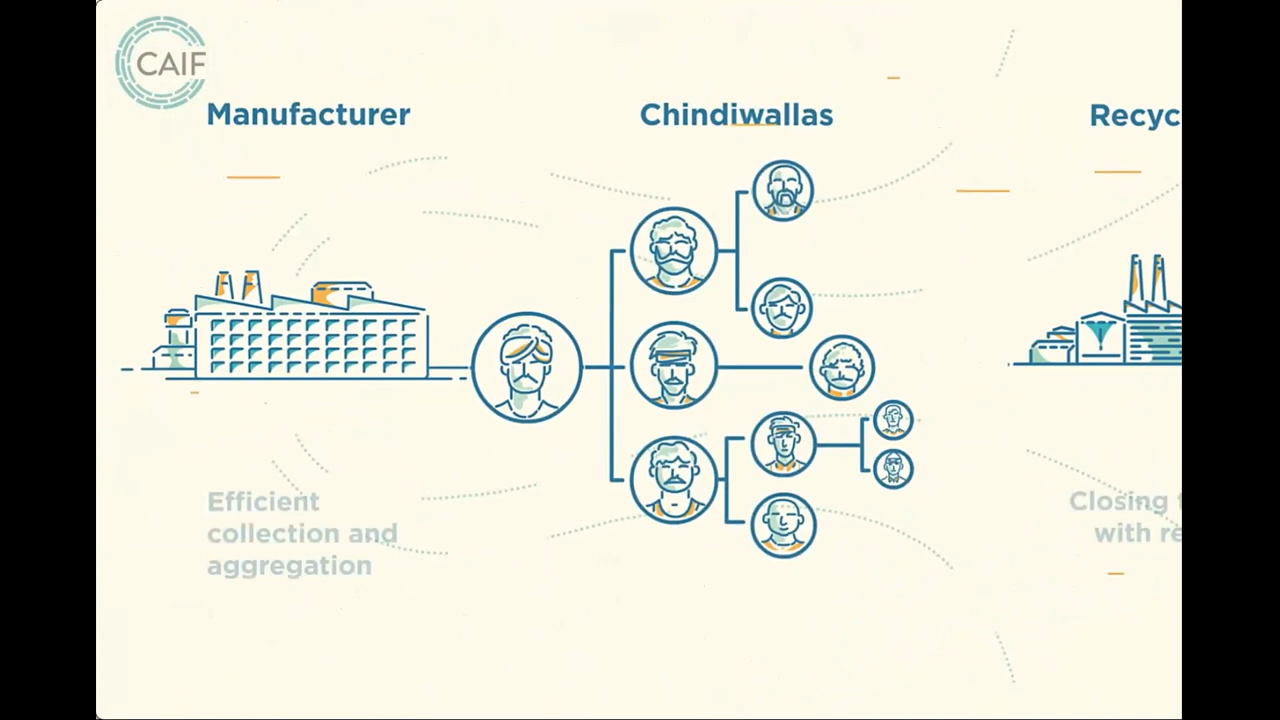 CAIF
Manufacturer
Chindiwallas
Recyc
Efficient
collection and
aggregation
Closing
with re